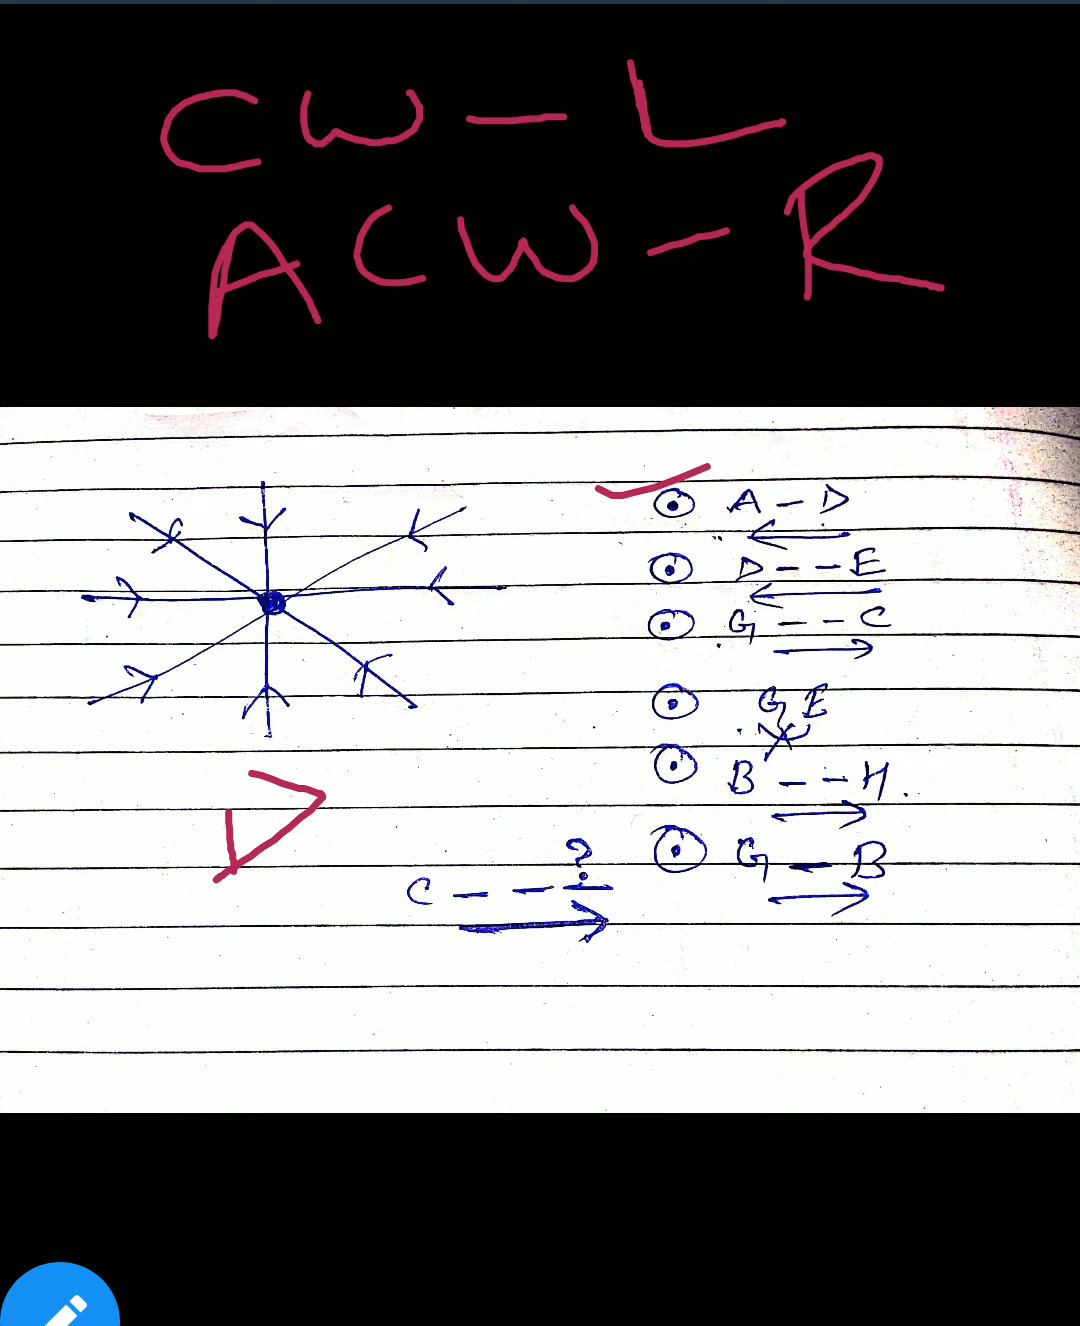 CW - L
ACW - R
A - D
D - - E
G - - C
G E
B - - H.
G - B
C - - ?